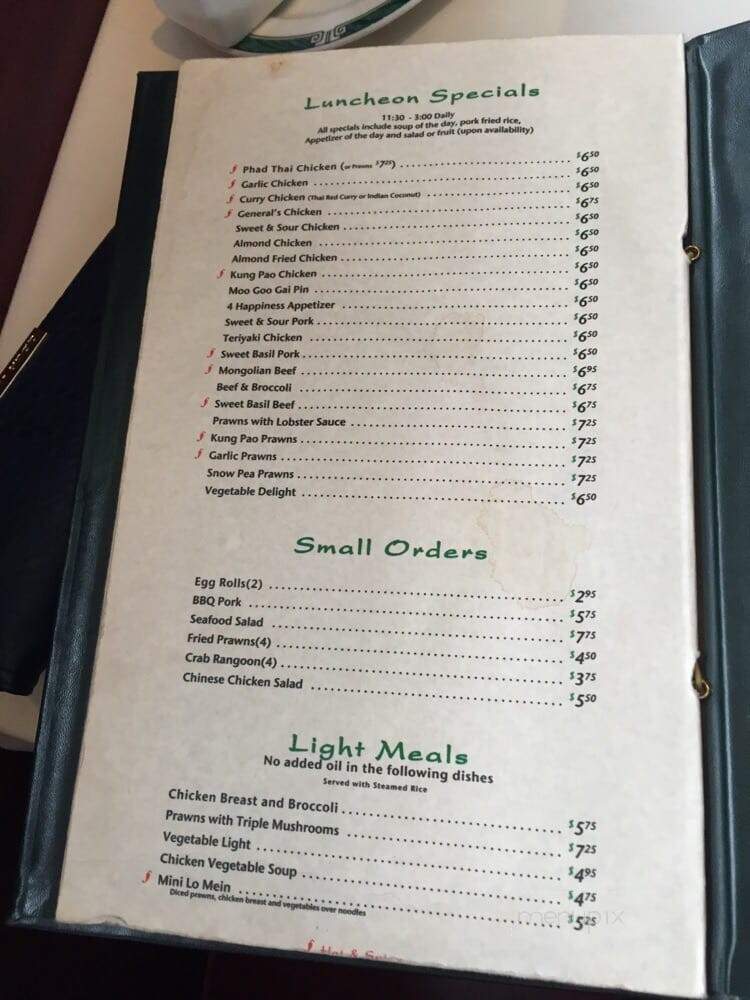 Luncheon Specials
11:30 - 3:00 Daily
All specials include soup of the day, pork fried rice,
Appetizer of the day and salad or fruit (upon availability)
Phad Thai Chicken (or Prawns $7.25) $6.50
Garlic Chicken $6.50
Curry Chicken (Thai Red Curry or Indian Coconut) $6.50
General's Chicken $6.75
Sweet & Sour Chicken $6.50
Almond Chicken $6.50
Almond Fried Chicken $6.50
Kung Pao Chicken $6.50
Moo Goo Gai Pin $6.50
4 Happiness Appetizer $6.50
Sweet & Sour Pork $6.50
Teriyaki Chicken $6.50
Sweet Basil Pork $6.50
Mongolian Beef $6.95
Beef & Broccoli $6.75
Sweet Basil Beef $6.75
Prawns with Lobster Sauce $7.25
Kung Pao Prawns $7.25
Garlic Prawns $7.25
Snow Pea Prawns $7.25
Vegetable Delight $6.50
Small Orders
Egg Rolls(2) $2.95
BBQ Pork $5.75
Seafood Salad $7.75
Fried Prawns(4) $4.50
Crab Rangoon(4) $3.75
Chinese Chicken Salad $5.50
Light Meals
No added oil in the following dishes
Served with Steamed Rice
Chicken Breast and Broccoli $5.75
Prawns with Triple Mushrooms $7.25
Vegetable Light $4.95
Chicken Vegetable Soup $4.75
Mini Lo Mein $5.25
Diced prawns, chicken breast and vegetables over noodles
menupix
Hot & Spicy